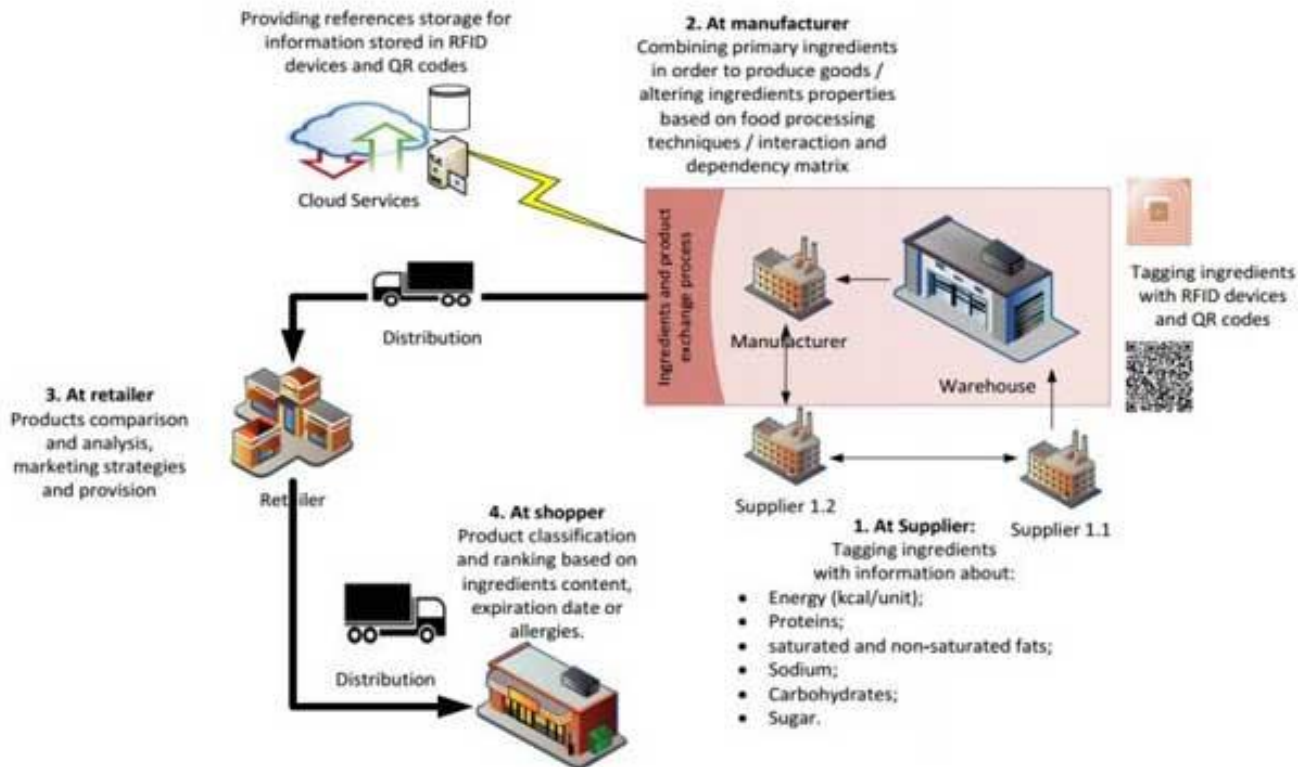 Providing references storage for
information stored in RFID
devices and QR codes
Cloud Services
2. At manufacturer
Combining primary ingredients
in order to produce goods /
altering ingredients properties
based on food processing
techniques / interaction and
dependency matrix
Ingredients and product
exchange process
Manufacturer
Warehouse
Tagging ingredients
with RFID devices
and QR codes
Distribution
3. At retailer
Products comparison
and analysis,
marketing strategies
and provision
Retailer
Supplier 1.2
Supplier 1.1
1. At Supplier:
Tagging ingredients
with information about:
• Energy (kcal/unit);
• Proteins;
• saturated and non-saturated fats;
• Sodium;
• Carbohydrates;
• Sugar.
4. At shopper
Product classification
and ranking based on
ingredients content,
expiration date or
allergies.
Distribution